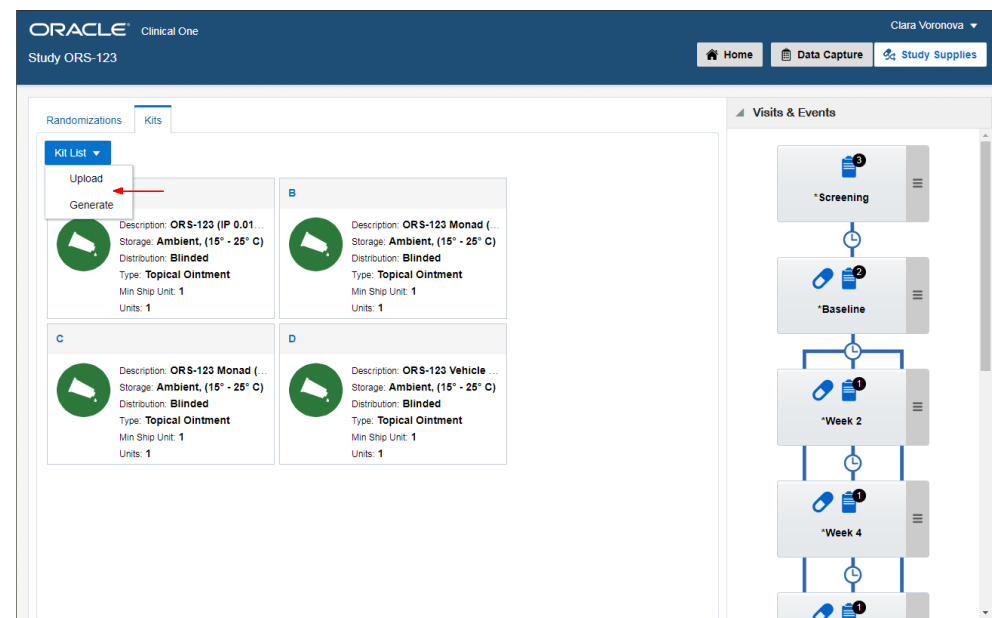 ORACLE® Clinical One
Clara Voronova
Study ORS-123
Home
Data Capture
Study Supplies
Randomizations
Kits
Kit List
Upload
Generate
Description: ORS-123 (IP 0.01...
Storage: Ambient, (15° - 25° C)
Distribution: Blinded
Type: Topical Ointment
Min Ship Unit: 1
Units: 1
B
Description: ORS-123 Monad (...
Storage: Ambient, (15° - 25° C)
Distribution: Blinded
Type: Topical Ointment
Min Ship Unit: 1
Units: 1
C
Description: ORS-123 Monad (...
Storage: Ambient, (15° - 25° C)
Distribution: Blinded
Type: Topical Ointment
Min Ship Unit: 1
Units: 1
D
Description: ORS-123 Vehicle ...
Storage: Ambient, (15° - 25° C)
Distribution: Blinded
Type: Topical Ointment
Min Ship Unit: 1
Units: 1
Visits & Events
3
*Screening
2
*Baseline
1
*Week 2
1
*Week 4
1